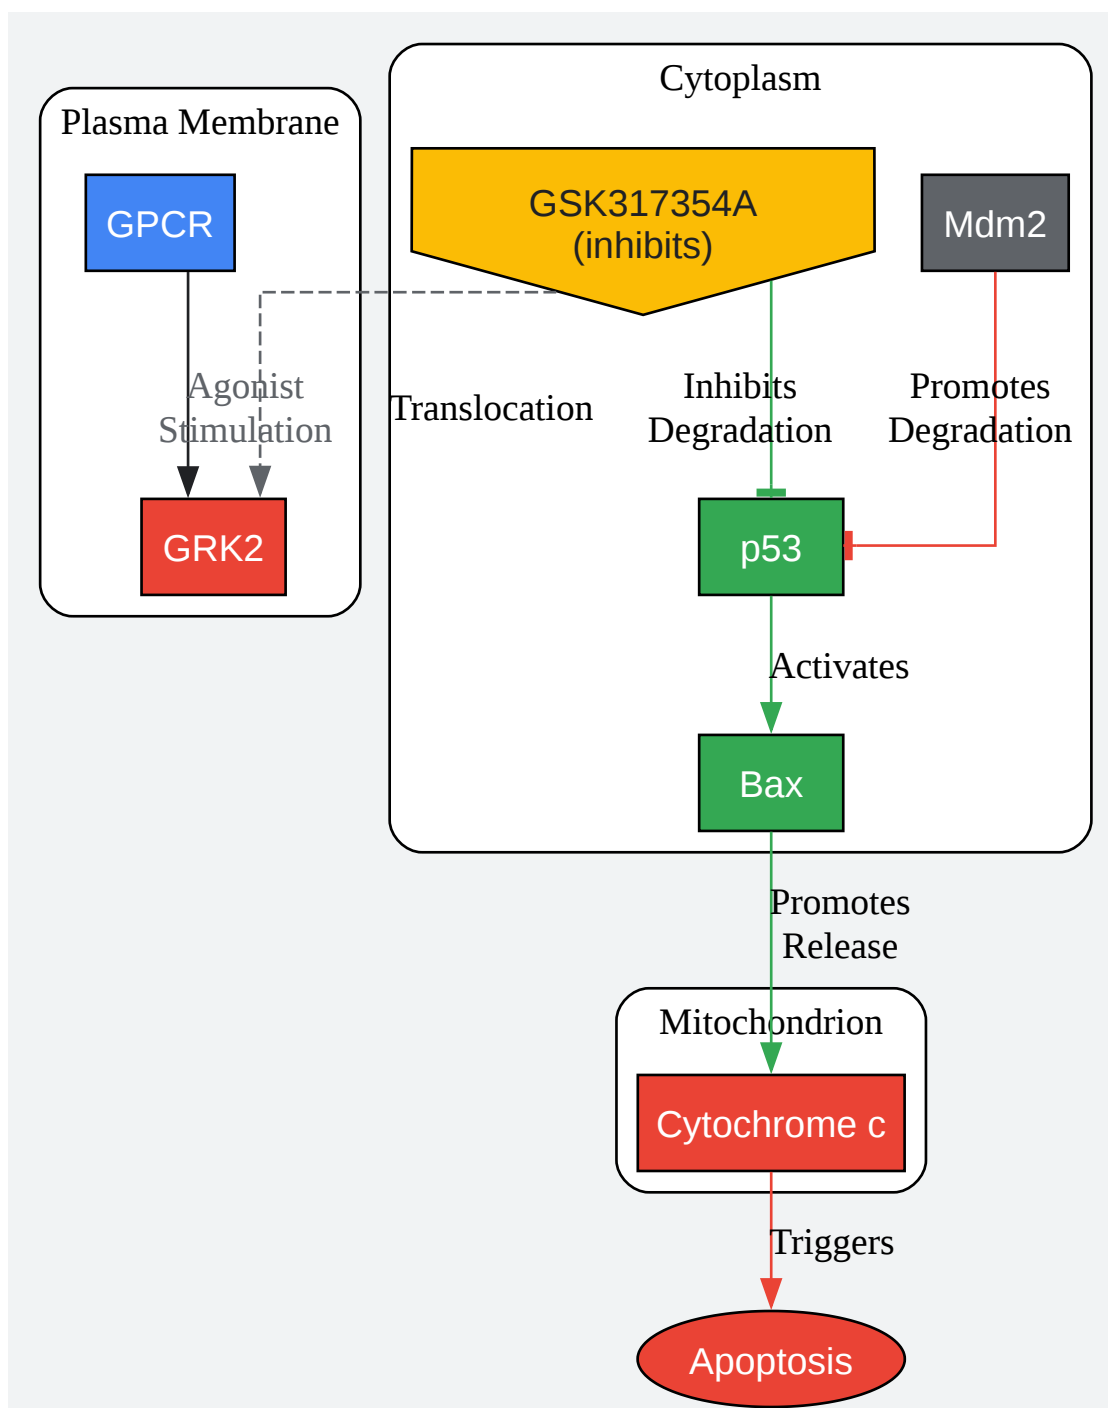 Cytoplasm
Plasma Membrane
GPCR
GSK317354A
(inhibits)
Mdm2
Agonist
Stimulation
Translocation
Inhibits
Degradation
Promotes
Degradation
GRK2
p53
Activates
Bax
Promotes
Release
Mitochondrion
Cytochrome c
Triggers
Apoptosis